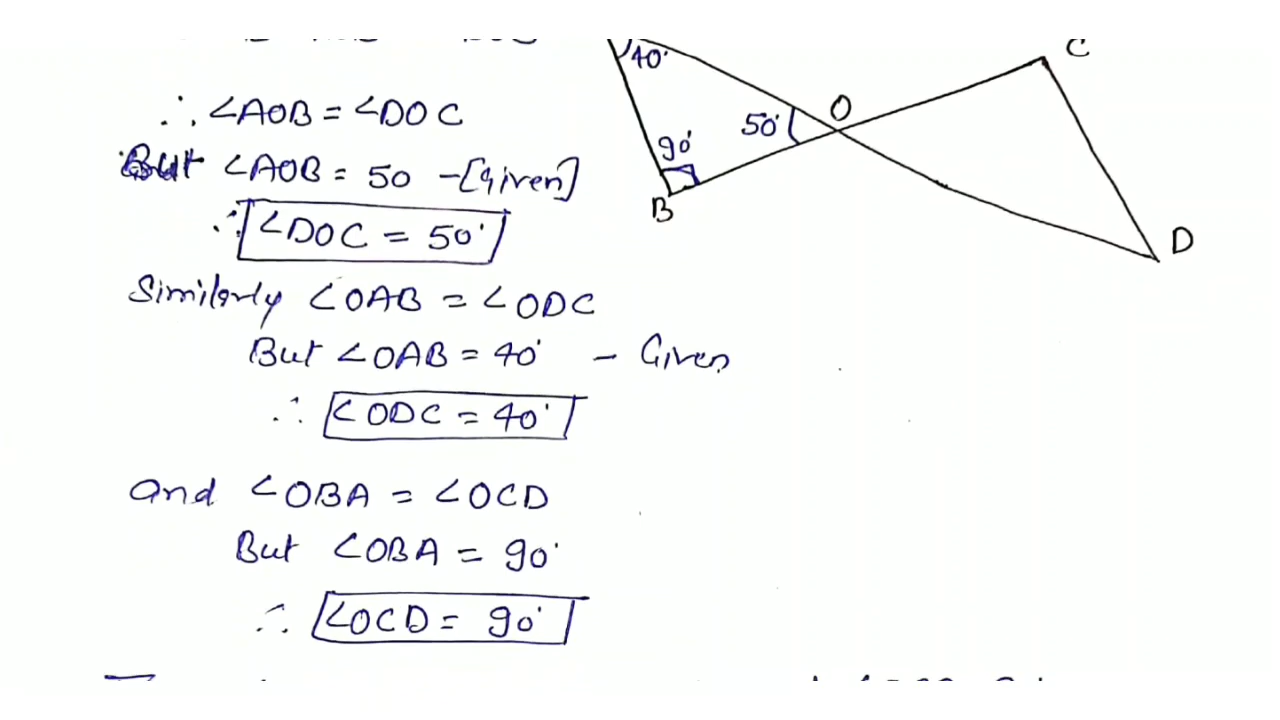 ∴ ∠AOB = ∠DOC
But ∠AOB = 50 - [Given]
∴ ∠DOC = 50°
Similarly ∠OAB = ∠ODC
But ∠OAB = 40° - Given
∴ ∠ODC = 40°
and ∠OBA = ∠OCD
But ∠OBA = 90°
∴ ∠OCD = 90°
40°
C
50°
O
90°
B
D